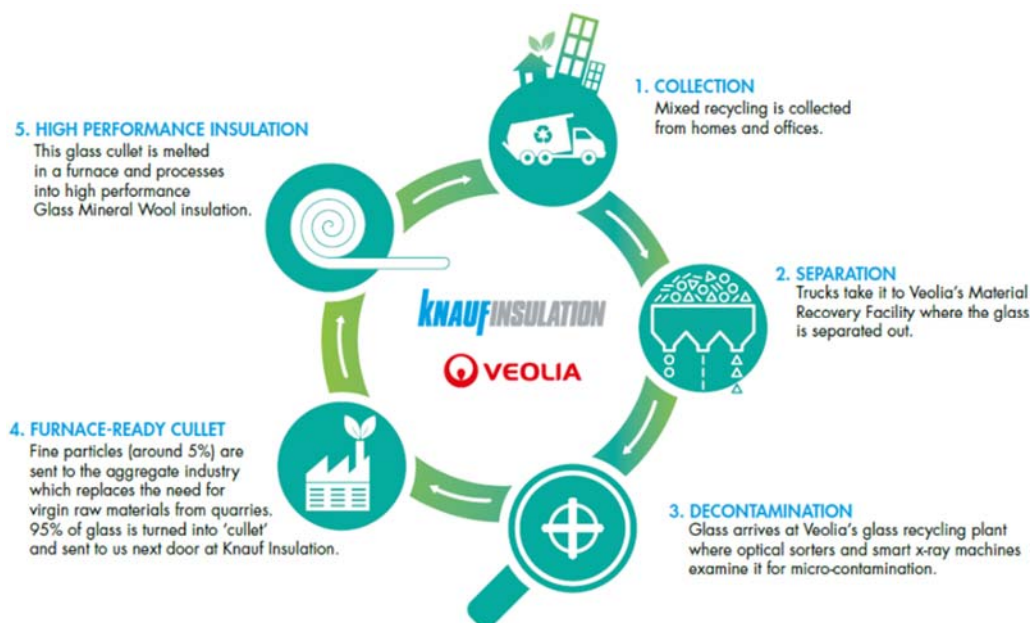 1. COLLECTION
Mixed recycling is collected
from homes and offices.
2. SEPARATION
Trucks take it to Veolia's Material
Recovery Facility where the glass
is separated out.
3. DECONTAMINATION
Glass arrives at Veolia's glass recycling plant
where optical sorters and smart x-ray machines
examine it for micro-contamination.
4. FURNACE-READY CULLET
Fine particles (around 5%) are
sent to the aggregate industry
which replaces the need for
virgin raw materials from quarries.
95% of glass is turned into 'cullet'
and sent to us next door at Knauf Insulation.
5. HIGH PERFORMANCE INSULATION
This glass cullet is melted
in a furnace and processes
into high performance
Glass Mineral Wool insulation.
KNAUFINSULATION
VEOLIA